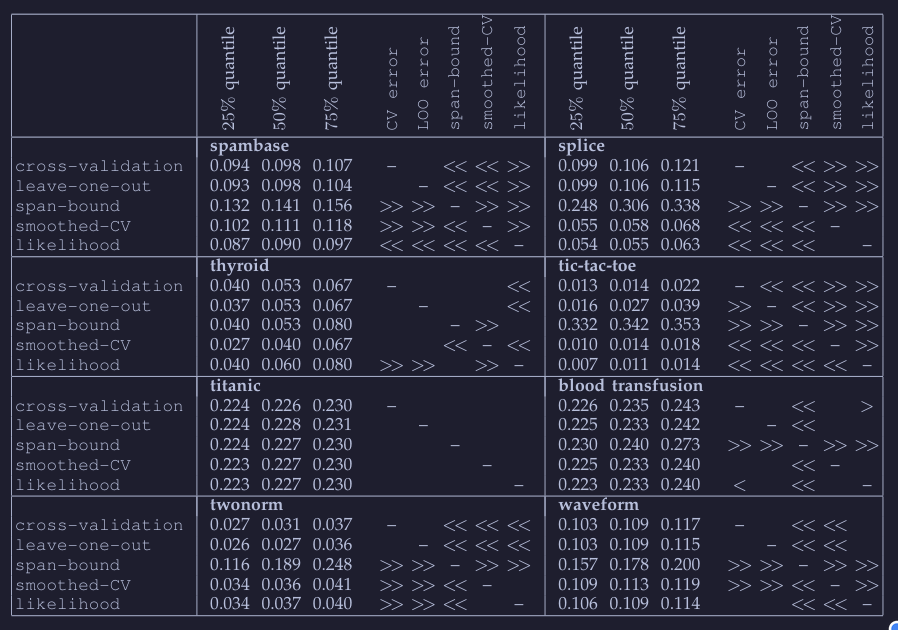 25% quantile 50% quantile 75% quantile CV error LOO error span-bound smoothed-CV likelihood 25% quantile 50% quantile 75% quantile CV error LOO error span-bound smoothed-CV likelihood
spambase splice
cross-validation 0.094 0.098 0.107 – << << >> 0.099 0.106 0.121 – << >> >>
leave-one-out 0.093 0.098 0.104 – << << >> 0.099 0.106 0.115 – << >> >>
span-bound 0.132 0.141 0.156 >> >> – >> >> 0.248 0.306 0.338 >> >> – >> >>
smoothed-CV 0.102 0.111 0.118 >> >> << – >> 0.055 0.058 0.068 << << << –
likelihood 0.087 0.090 0.097 << << << << – 0.054 0.055 0.063 << << << –
thyroid tic-tac-toe
cross-validation 0.040 0.053 0.067 – << 0.013 0.014 0.022 – << << >> >>
leave-one-out 0.037 0.053 0.067 – << 0.016 0.027 0.039 >> – << >> >>
span-bound 0.040 0.053 0.080 – >> 0.332 0.342 0.353 >> >> – >> >>
smoothed-CV 0.027 0.040 0.067 << – << 0.010 0.014 0.018 << << << – >>
likelihood 0.040 0.060 0.080 >> >> >> – 0.007 0.011 0.014 << << << << –
titanic blood transfusion
cross-validation 0.224 0.226 0.230 – 0.226 0.235 0.243 – << >
leave-one-out 0.224 0.228 0.231 – 0.225 0.233 0.242 – <<
span-bound 0.224 0.227 0.230 – 0.230 0.240 0.273 >> >> – >> >>
smoothed-CV 0.223 0.227 0.230 – 0.225 0.233 0.240 << –
likelihood 0.223 0.227 0.230 – 0.223 0.233 0.240 < << –
twonorm waveform
cross-validation 0.027 0.031 0.037 – << << << 0.103 0.109 0.117 – << <<
leave-one-out 0.026 0.027 0.036 – << << << 0.103 0.109 0.115 – << <<
span-bound 0.116 0.189 0.248 >> >> – >> >> 0.157 0.178 0.200 >> >> – >> >>
smoothed-CV 0.034 0.036 0.041 >> >> << – 0.109 0.113 0.119 >> >> << – >>
likelihood 0.034 0.037 0.040 >> >> << – 0.106 0.109 0.114 << << –